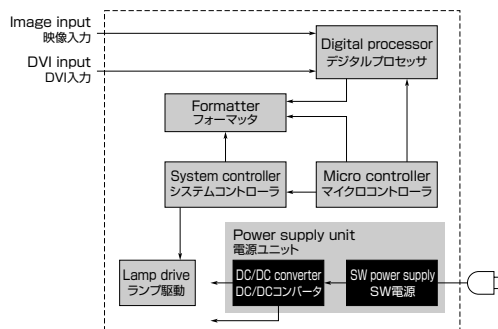 Image input
映像入力
DVI input
DVI入力
Digital processor
デジタルプロセッサ
Formatter
フォーマッタ
System controller
システムコントローラ
Micro controller
マイクロコントローラ
Power supply unit
電源ユニット
Lamp drive
ランプ駆動
DC/DC converter
DC/DCコンバータ
SW power supply
SW電源